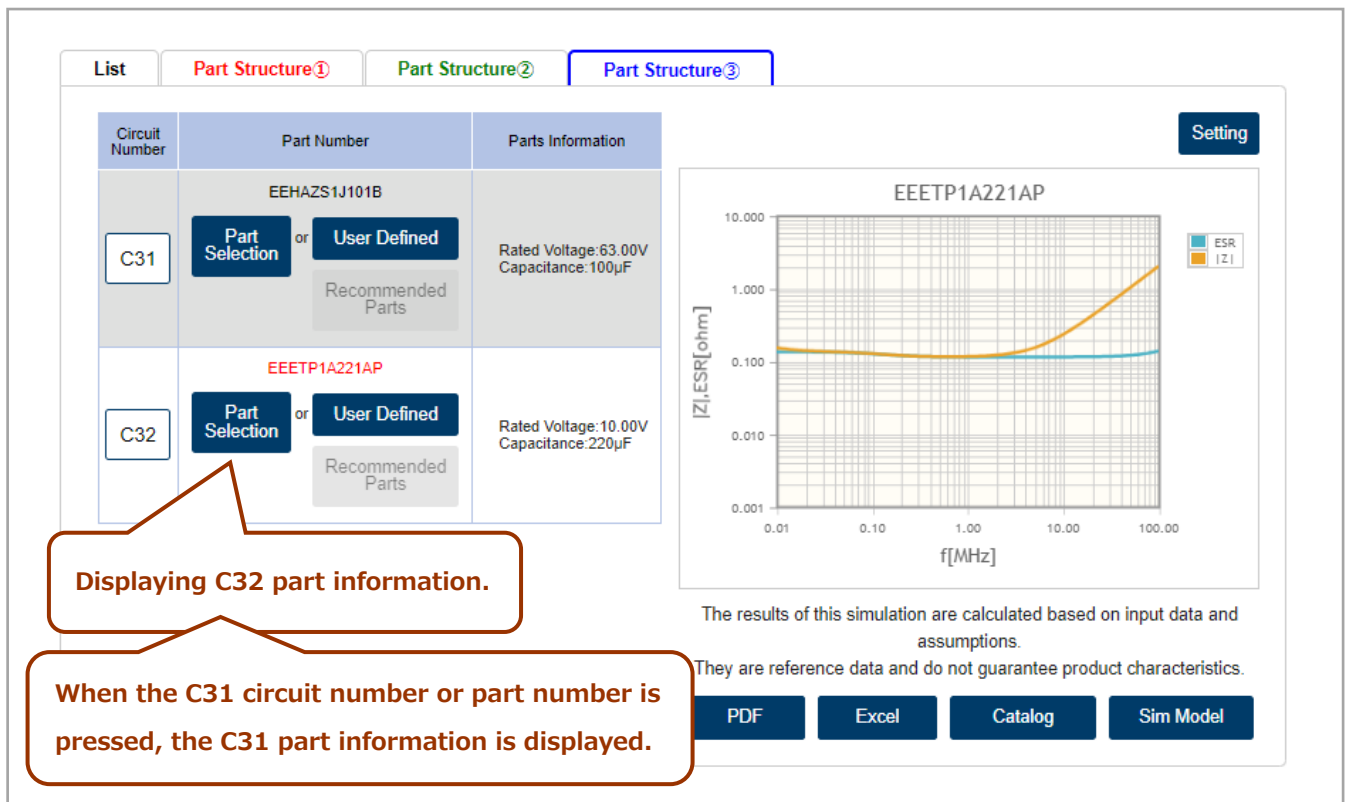 List
Part Structure①
Part Structure②
Part Structure③
Circuit
Number
Part Number
Parts Information
Setting
EEHAZS1J101B
C31
Part
Selection
or
User Defined
Recommended
Parts
Rated Voltage:63.00V
Capacitance:100μF
EEETP1A221AP
C32
Part
Selection
or
User Defined
Recommended
Parts
Rated Voltage:10.00V
Capacitance:220μF
EEETP1A221AP
10.000
1.000
0.100
0.010
0.001
|Z|,ESR[ohm]
0.01
0.10
1.00
10.00
100.00
f[MHz]
ESR
|Z|
Displaying C32 part information.
When the C31 circuit number or part number is
pressed, the C31 part information is displayed.
The results of this simulation are calculated based on input data and
assumptions.
They are reference data and do not guarantee product characteristics.
PDF
Excel
Catalog
Sim Model